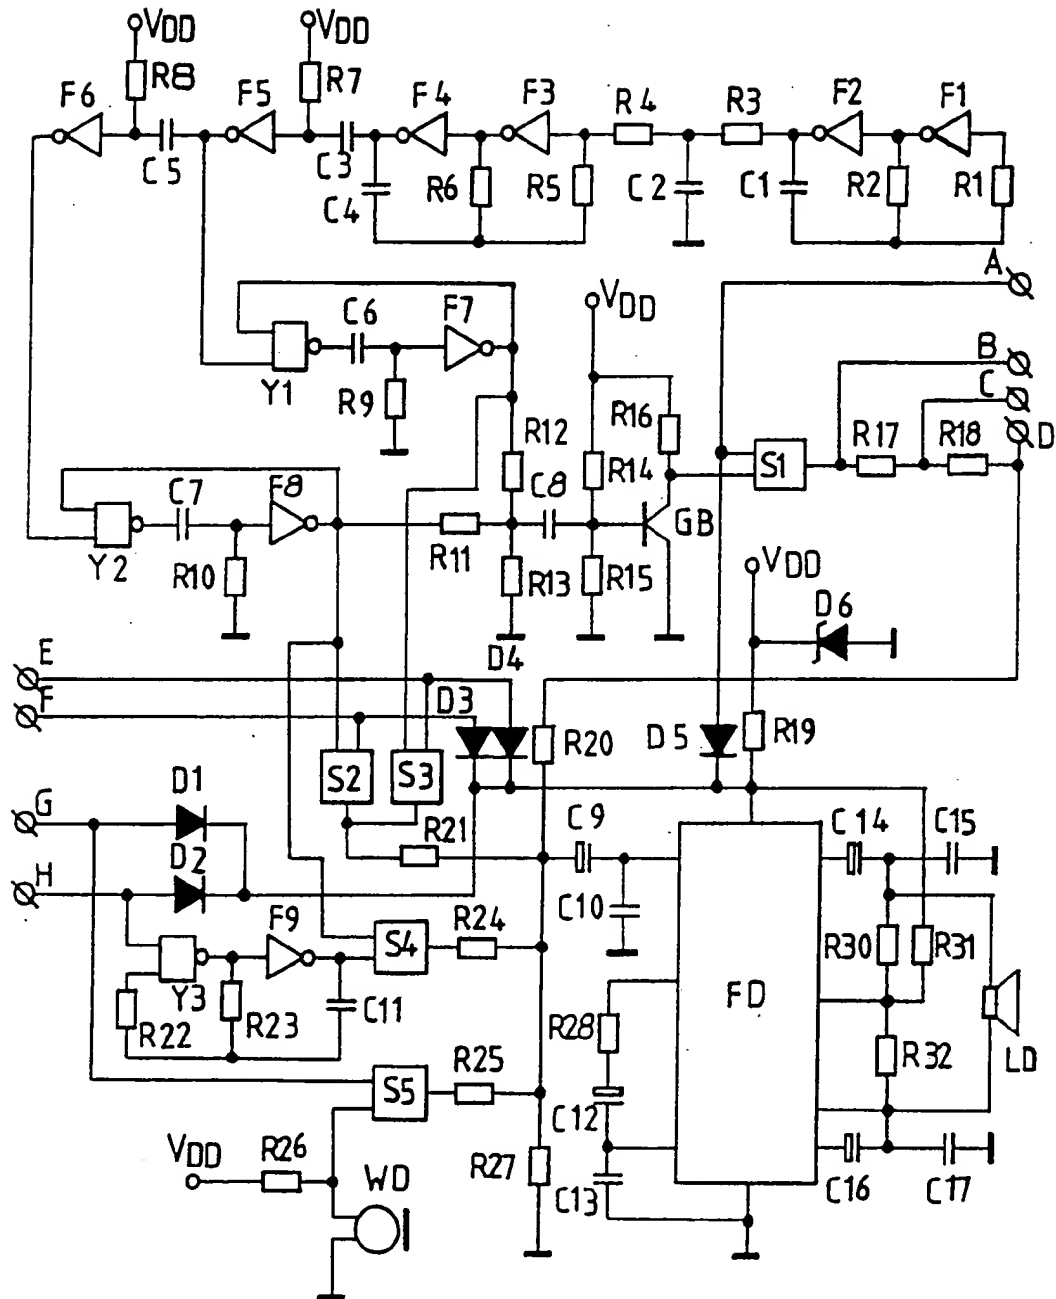 VDD VDD
R8 R7
F6 F5 F4 F3 R4 R3 F2 F1
C5 C3
C4 R6 R5 C2 C1 R2 R1
A
VDD
C6 F7
B
C
D
Y1 R9
R12 R16 R17 R18
S1
F8 R14
C7 C8
GB
Y2 R10 R11 R13 R15
VDD
D6
E D4
F D3
D5 R19
R20
S2 S3
G D1
R21 C9 C14 C15
H D2
C10
F9 S4 R24
R30 R31
Y3 C11 FD
R22 R23 R28
R32 LD
R25
S5 C12
VDD R26 R27
WD C13 C16 C17